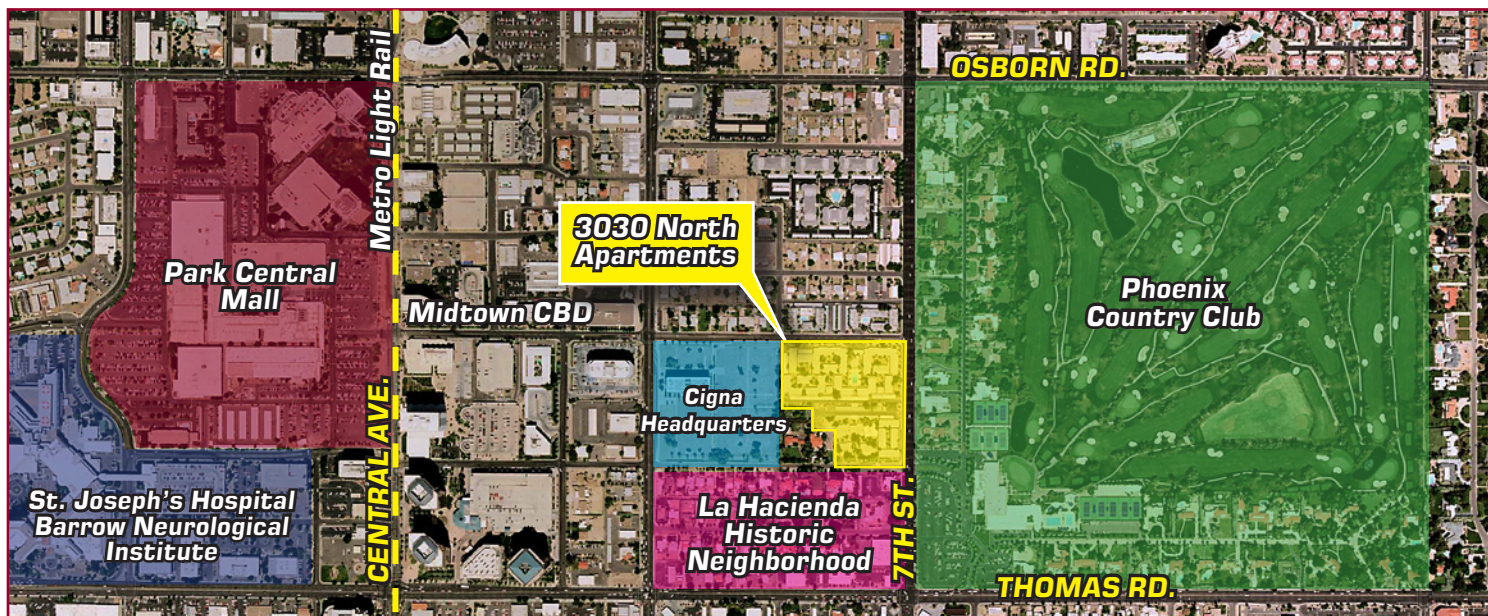 OSBORN RD.
Metro Light Rail
3030 North
Apartments
Park Central
Mall
Midtown CBD
Phoenix
Country Club
CENTRAL AVE.
Cigna
Headquarters
St. Joseph's Hospital
Barrow Neurological
Institute
La Hacienda
Historic
Neighborhood
7TH ST.
THOMAS RD.